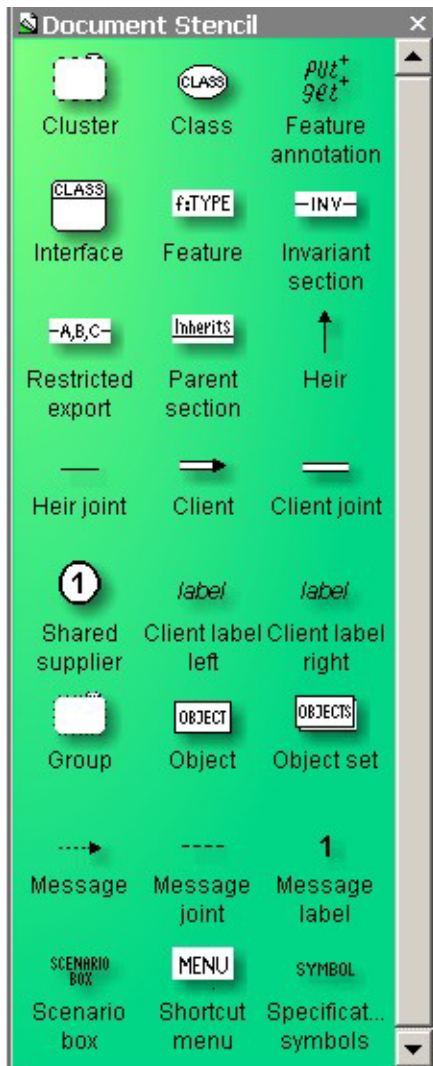 Document Stencil
put+
get+
CLASS
Cluster Class Feature
annotation
CLASS f:TYPE -INV-
Interface Feature Invariant
section
-A,B,C- Inherits
Restricted Parent Heir
export section
Heir joint Client Client joint
1 label label
Shared Client label Client label
supplier left right
OBJECT OBJECTS
Group Object Object set
1
Message Message Message
joint label
SCENARIO
BOX MENU SYMBOL
Scenario Shortcut Specificat...
box menu symbols